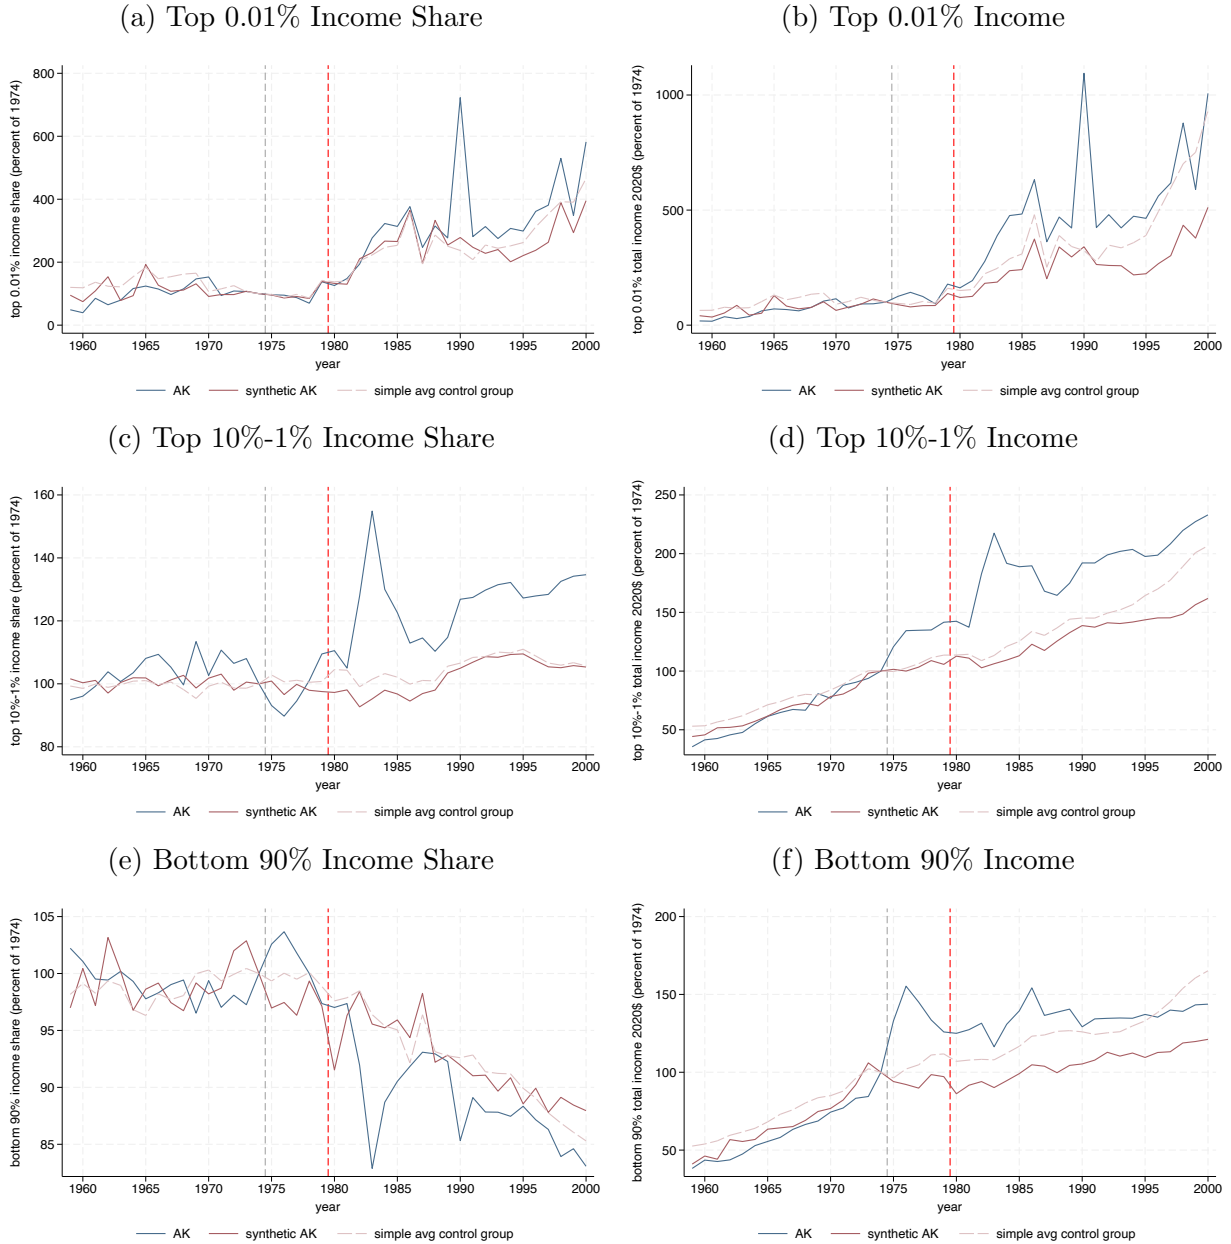 (a) Top 0.01% Income Share
top 0.01% income share (percent of 1974)
800
600
400
200
0
1960 1965 1970 1975 1980 1985 1990 1995 2000
year
AK synthetic AK simple avg control group
(b) Top 0.01% Income
top 0.01% total income 2020$ (percent of 1974)
1000
500
0
1960 1965 1970 1975 1980 1985 1990 1995 2000
year
AK synthetic AK simple avg control group
(c) Top 10%-1% Income Share
top 10%-1% income share (percent of 1974)
160
140
120
100
80
1960 1965 1970 1975 1980 1985 1990 1995 2000
year
AK synthetic AK simple avg control group
(d) Top 10%-1% Income
top 10%-1% total income 2020$ (percent of 1974)
250
200
150
100
50
1960 1965 1970 1975 1980 1985 1990 1995 2000
year
AK synthetic AK simple avg control group
(e) Bottom 90% Income Share
bottom 90% income share (percent of 1974)
105
100
95
90
85
1960 1965 1970 1975 1980 1985 1990 1995 2000
year
AK synthetic AK simple avg control group
(f) Bottom 90% Income
bottom 90% total income 2020$ (percent of 1974)
200
150
100
50
1960 1965 1970 1975 1980 1985 1990 1995 2000
year
AK synthetic AK simple avg control group